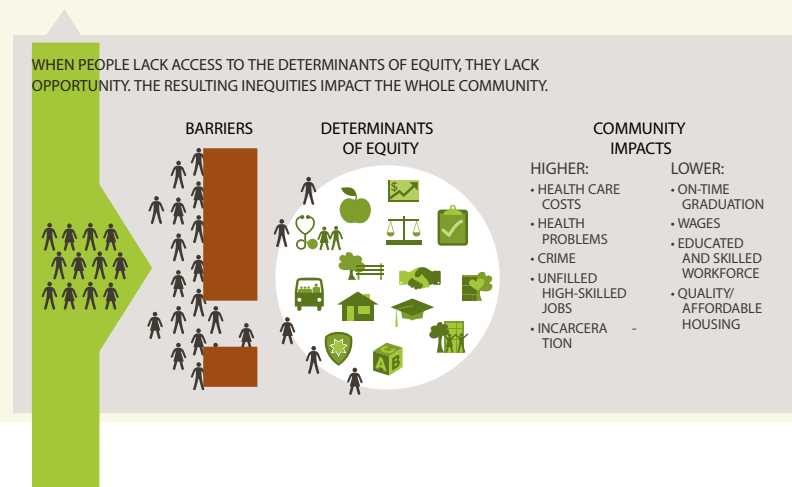 WHEN PEOPLE LACK ACCESS TO THE DETERMINANTS OF EQUITY, THEY LACK
OPPORTUNITY. THE RESULTING INEQUITIES IMPACT THE WHOLE COMMUNITY.
BARRIERS
DETERMINANTS
OF EQUITY
$
A B
COMMUNITY
IMPACTS
HIGHER:
• HEALTH CARE
COSTS
• HEALTH
PROBLEMS
• CRIME
• UNFILLED
HIGH-SKILLED
JOBS
• INCARCERA -
TION
LOWER:
• ON-TIME
GRADUATION
• WAGES
• EDUCATED
AND SKILLED
WORKFORCE
• QUALITY/
AFFORDABLE
HOUSING